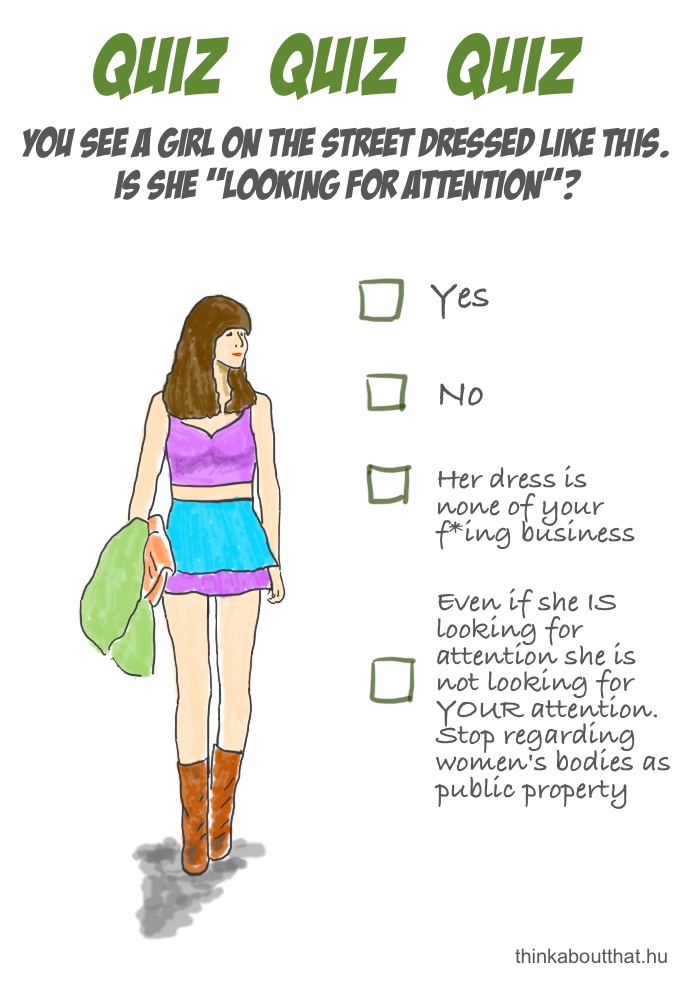 QUIZ QUIZ QUIZ
YOU SEE A GIRL ON THE STREET DRESSED LIKE THIS.
IS SHE "LOOKING FOR ATTENTION"?
Yes
No
Her dress is
none of your
f*ing business
Even if she IS
looking for
attention she is
not looking for
YOUR attention.
Stop regarding
women's bodies as
public property
thinkaboutthat.hu